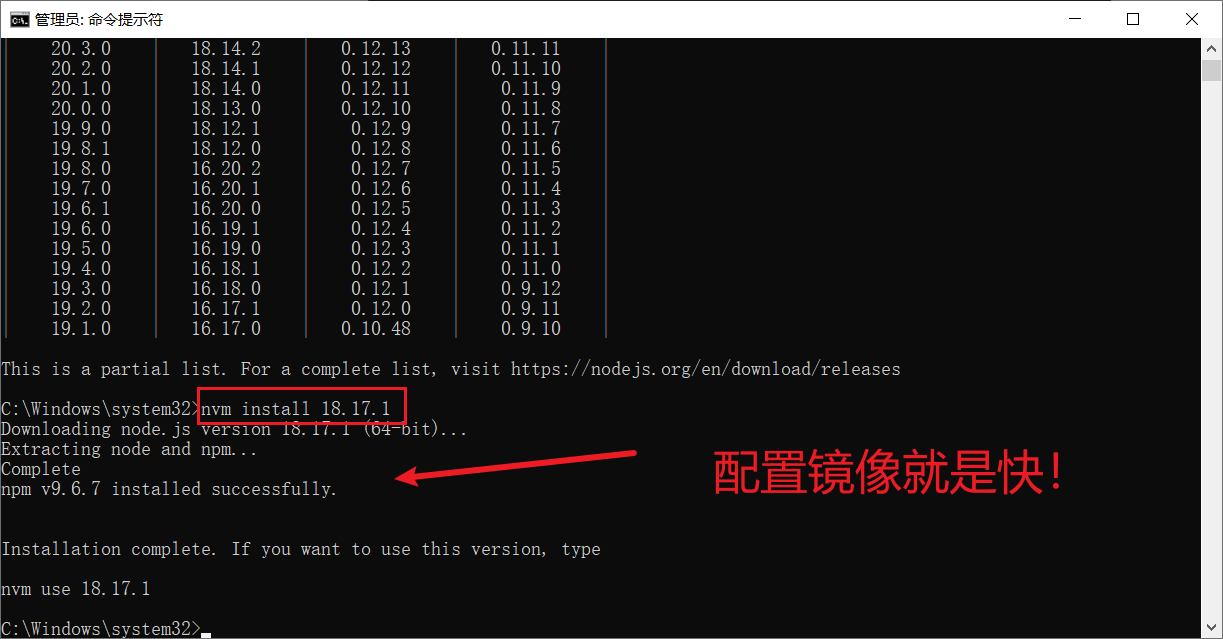 管理员: 命令提示符
20.3.0 18.14.2 0.12.13 0.11.11
20.2.0 18.14.1 0.12.12 0.11.10
20.1.0 18.14.0 0.12.11 0.11.9
20.0.0 18.13.0 0.12.10 0.11.8
19.9.0 18.12.1 0.12.9 0.11.7
19.8.1 18.12.0 0.12.8 0.11.6
19.8.0 16.20.2 0.12.7 0.11.5
19.7.0 16.20.1 0.12.6 0.11.4
19.6.1 16.20.0 0.12.5 0.11.3
19.6.0 16.19.1 0.12.4 0.11.2
19.5.0 16.19.0 0.12.3 0.11.1
19.4.0 16.18.1 0.12.2 0.11.0
19.3.0 16.18.0 0.12.1 0.9.12
19.2.0 16.17.1 0.12.0 0.9.11
19.1.0 16.17.0 0.10.48 0.9.10
This is a partial list. For a complete list, visit https://nodejs.org/en/download/releases
C:\Windows\system32>nvm install 18.17.1
Downloading node.js version 18.17.1 (64-bit)...
Extracting node and npm...
Complete
npm v9.6.7 installed successfully.
配置镜像就是快!
Installation complete. If you want to use this version, type
nvm use 18.17.1
C:\Windows\system32>